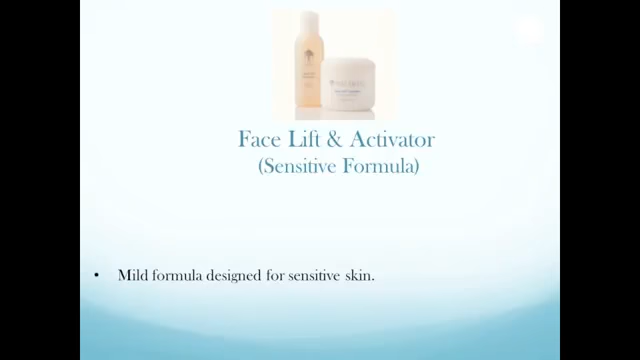 Face Lift & Activator
(Sensitive Formula)
• Mild formula designed for sensitive skin.